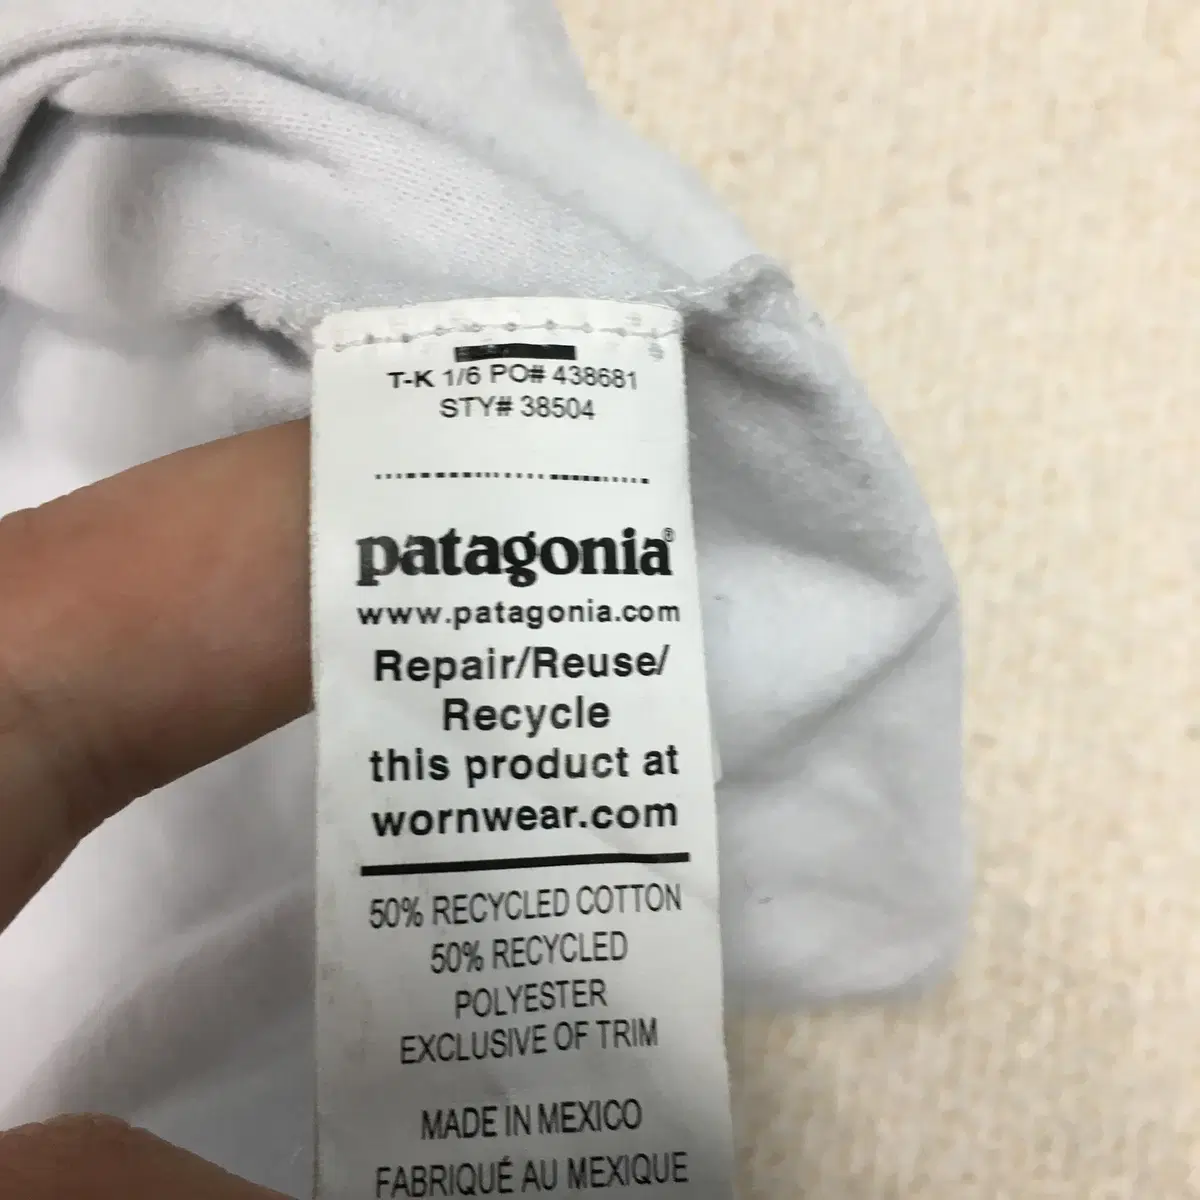 T-K 1/6 PO# 438681
STY# 38504
patagonia®
www.patagonia.com
Repair/Reuse/
Recycle
this product at
wornwear.com
50% RECYCLED COTTON
50% RECYCLED
POLYESTER
EXCLUSIVE OF TRIM
MADE IN MEXICO
FABRIQUÉ AU MEXIQUE